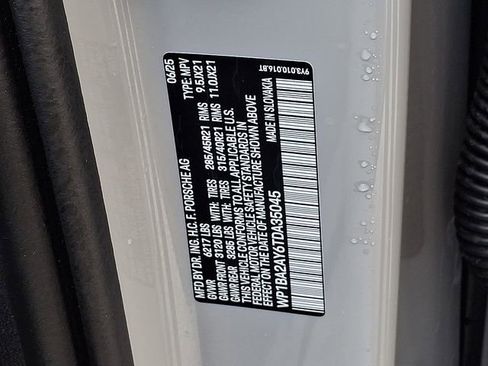 MFD BY DR. ING. H.C. F. PORSCHE AG 06/25
GVWR 6217 LBS TYPE: MPV
GAWR FRONT 3120 LBS WITH: TIRES 285/45R21 RIMS 9.5JX21
GAWR REAR 3286 LBS WITH: TIRES 315/40R21 RIMS 11.0JX21
THIS VEHICLE CONFORMS TO ALL APPLICABLE U.S.
FEDERAL MOTOR VEHICLE SAFETY STANDARDS IN EFFECT ON THE
DATE OF MANUFACTURE SHOWN ABOVE
WP1BA2AY6TDA35045 MADE IN SLOVAKIA
9Y3.010.016.BT